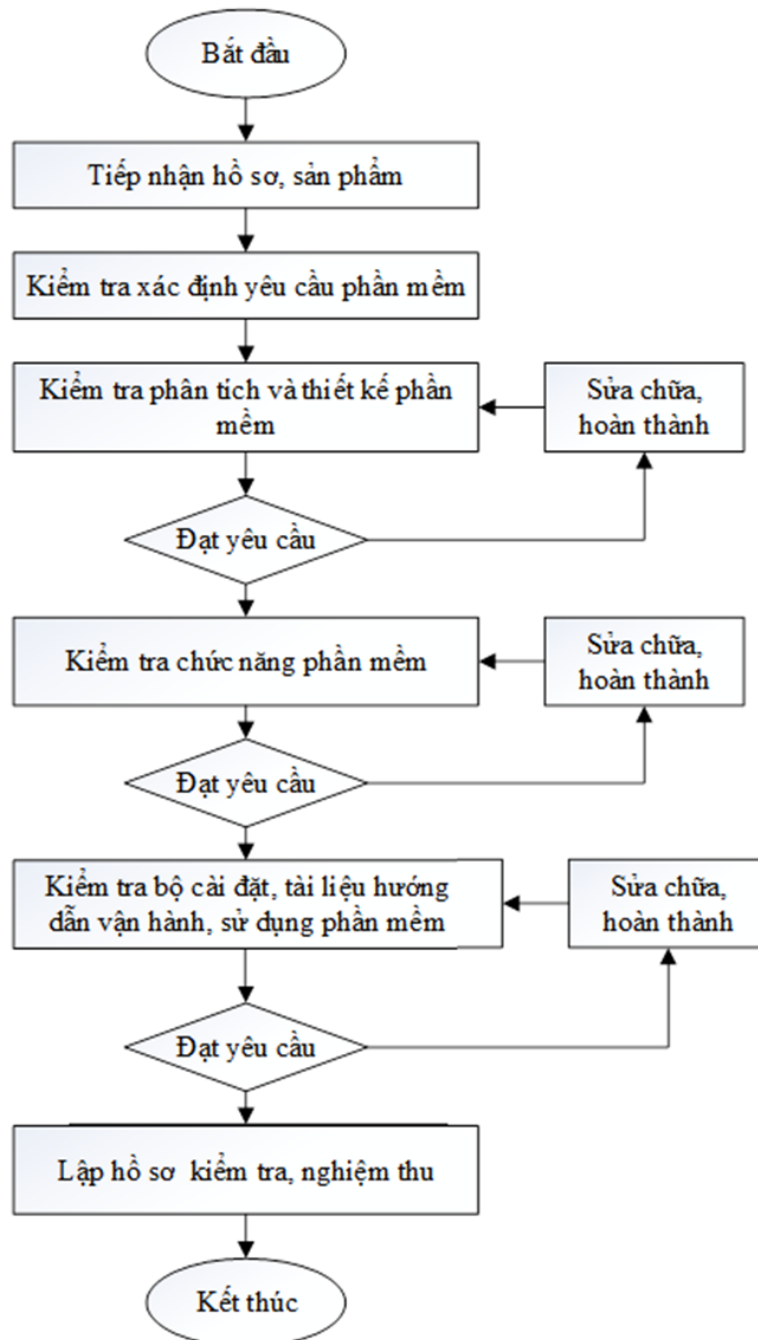 Bắt đầu
Tiếp nhận hồ sơ, sản phẩm
Kiểm tra xác định yêu cầu phần mềm
Kiểm tra phân tích và thiết kế phần
mềm
Sửa chữa,
hoàn thành
Đạt yêu cầu
Kiểm tra chức năng phần mềm
Sửa chữa,
hoàn thành
Đạt yêu cầu
Kiểm tra bộ cài đặt, tài liệu hướng
dẫn vận hành, sử dụng phần mềm
Sửa chữa,
hoàn thành
Đạt yêu cầu
Lập hồ sơ kiểm tra, nghiệm thu
Kết thúc